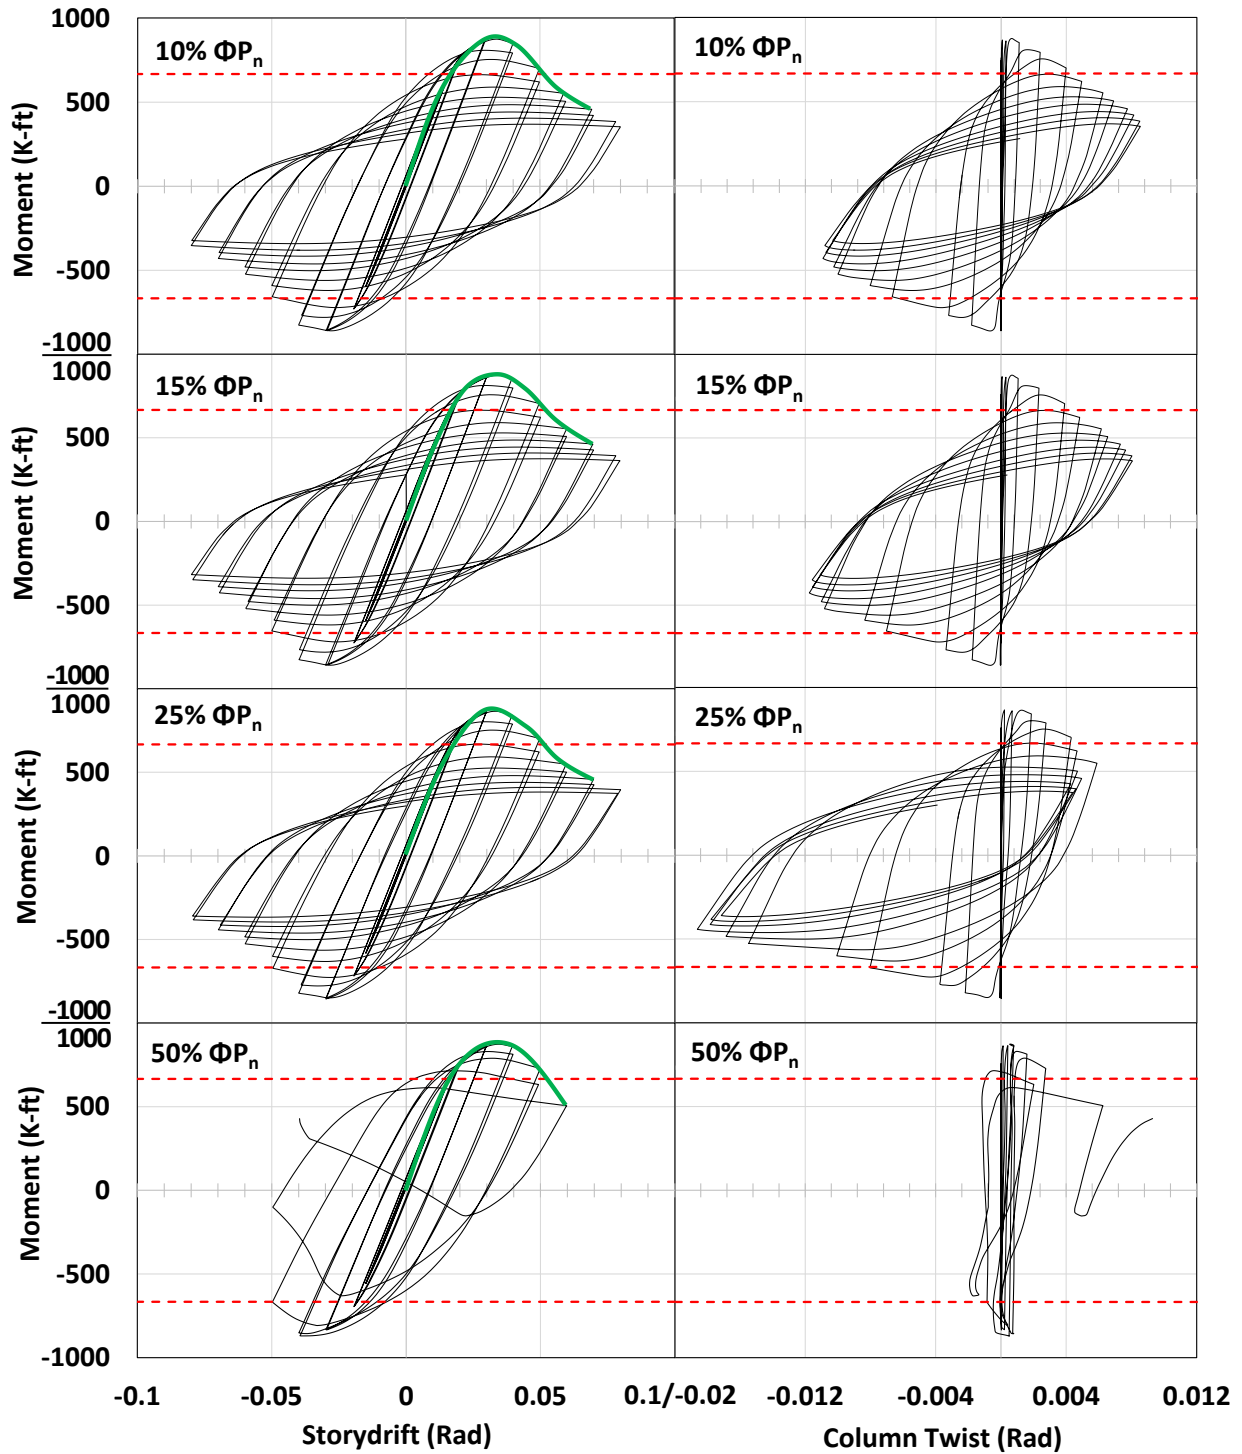 1000
500
0
-500
-1000
Moment (K-ft)
10% ΦPn
10% ΦPn
1000
500
0
-500
-1000
Moment (K-ft)
15% ΦPn
15% ΦPn
1000
500
0
-500
-1000
Moment (K-ft)
25% ΦPn
25% ΦPn
1000
500
0
-500
-1000
Moment (K-ft)
50% ΦPn
50% ΦPn
-0.1 -0.05 0 0.05 0.1/-0.02 -0.012 -0.004 0.004 0.012
Storydrift (Rad) Column Twist (Rad)